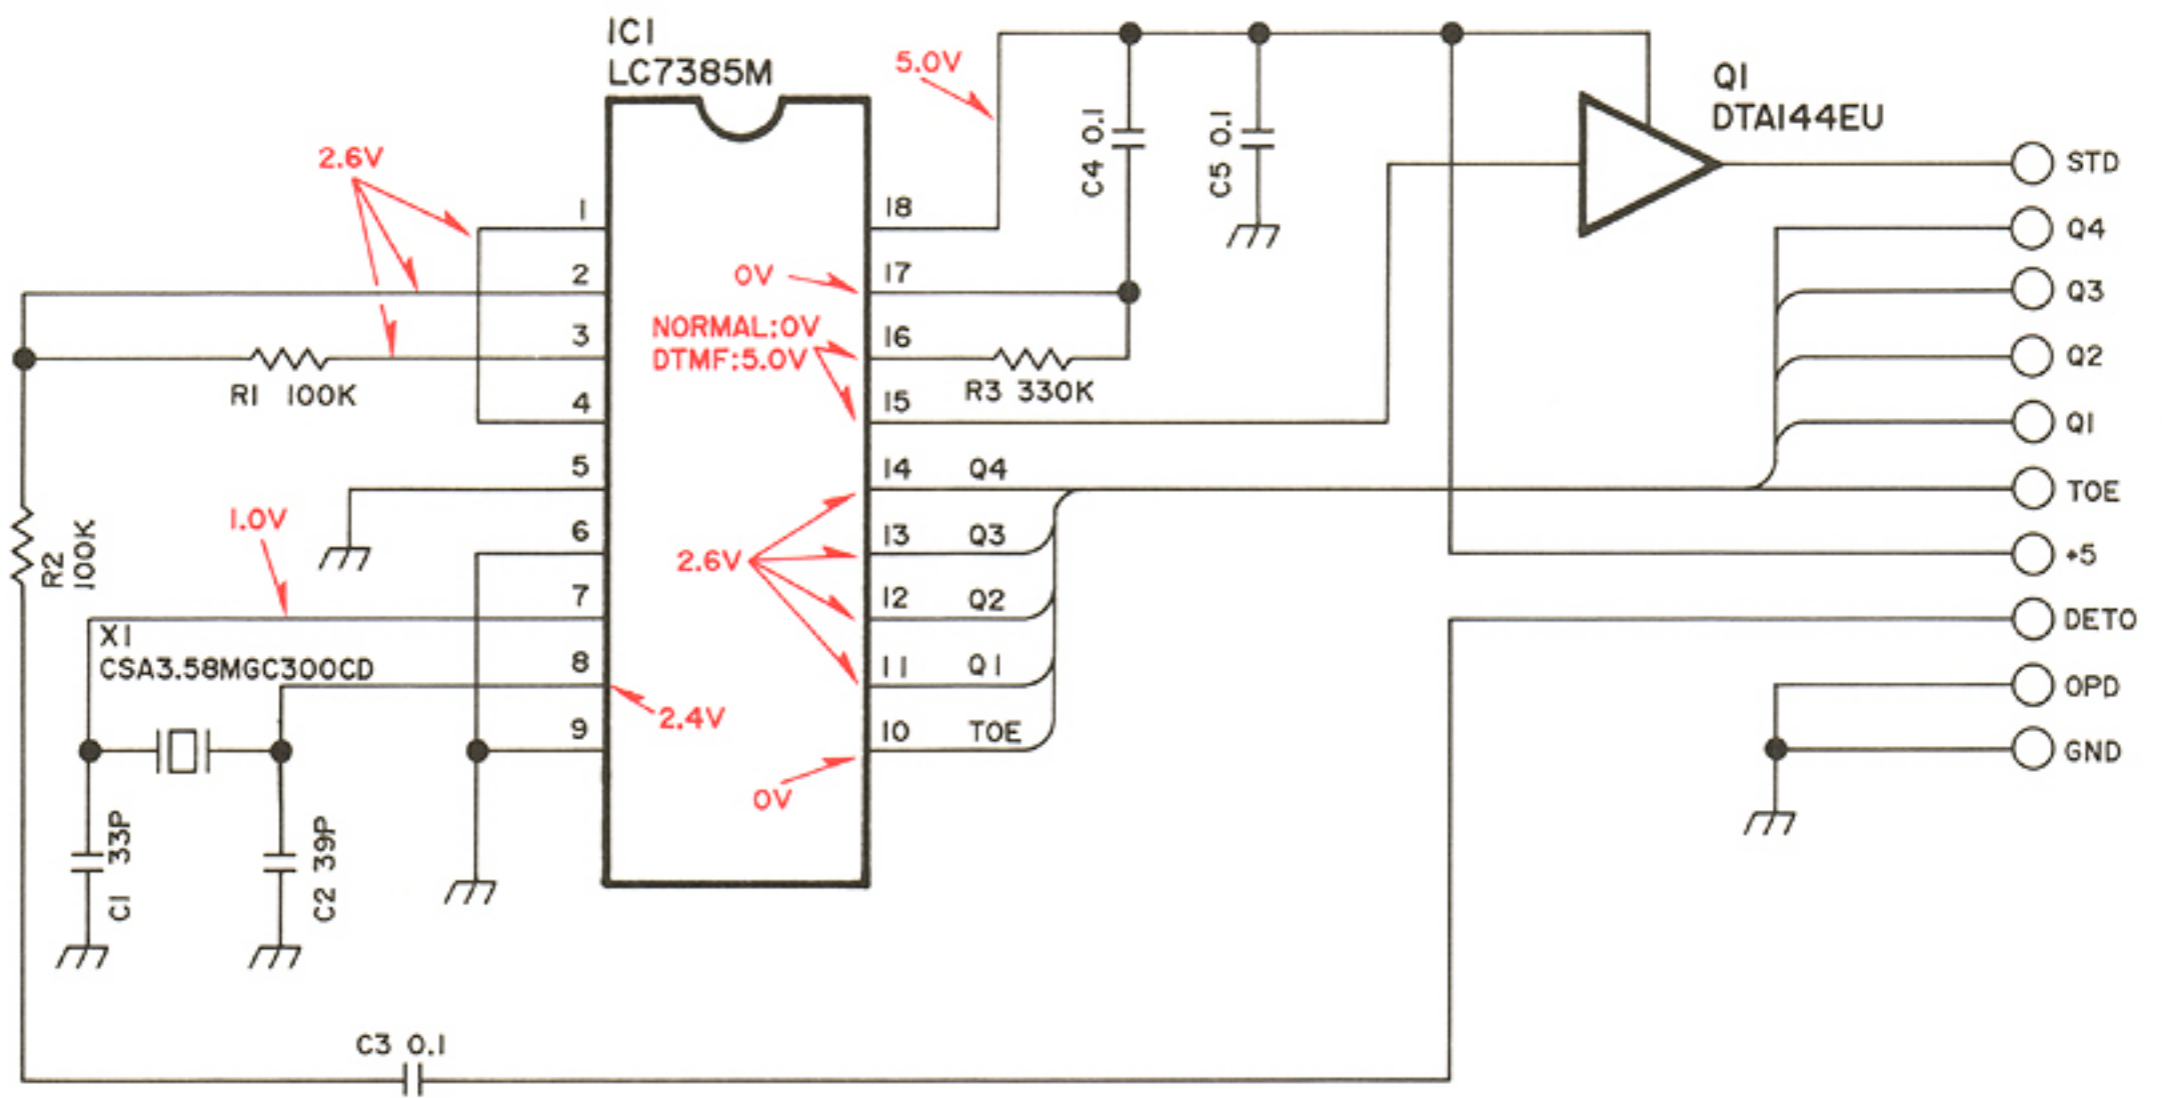 IC1
LC7385M
5.0V
Q1
DTA144EU
C4 0.1
C5 0.1
STD
2.6V
1
2
3
4
5
6
7
8
9
18
17
16
15
14
13
12
11
10
0V
NORMAL:0V
DTMF:5.0V
R1 100K
R3 330K
Q4
Q3
Q2
Q1
TOE
2.6V
2.4V
0V
Q4
Q3
Q2
Q1
TOE
+5
DETO
OPD
GND
R2
100K
1.0V
X1
CSA3.58MGC300CD
C1 33P
C2 39P
C3 0.1